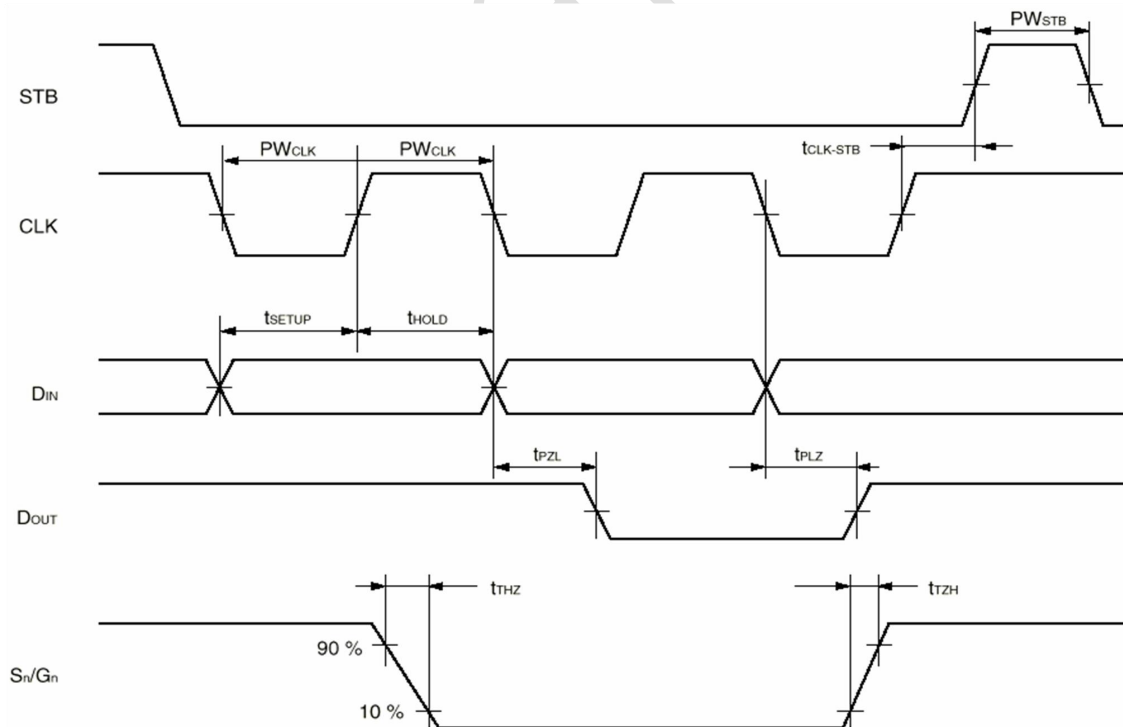 PWSTB
STB
tCLK-STB
PWCLK PWCLK
CLK
tSETUP tHOLD
DIN
tPZL tPLZ
DOUT
tTHZ tTZH
90 %
Sn/Gn
10 %